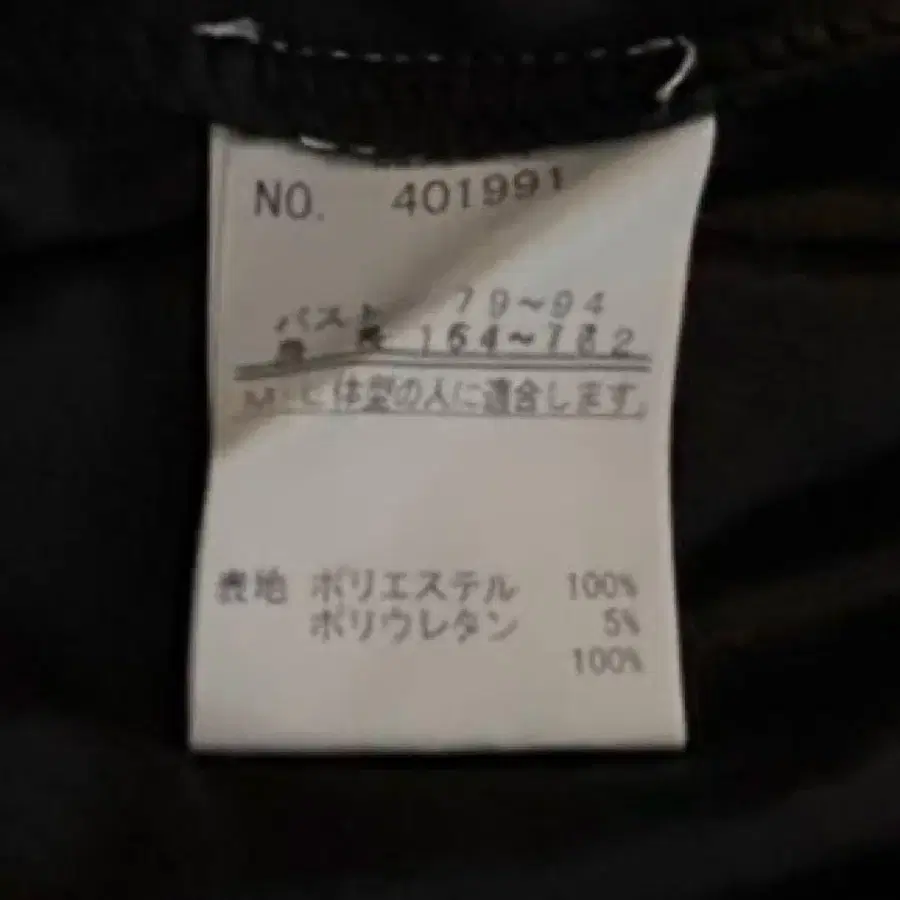 NO. 401991
バスト 79~94
身長 154~162
M-L体型の人に適合します。
表地 ポリエステル 100%
ポリウレタン 5%
100%